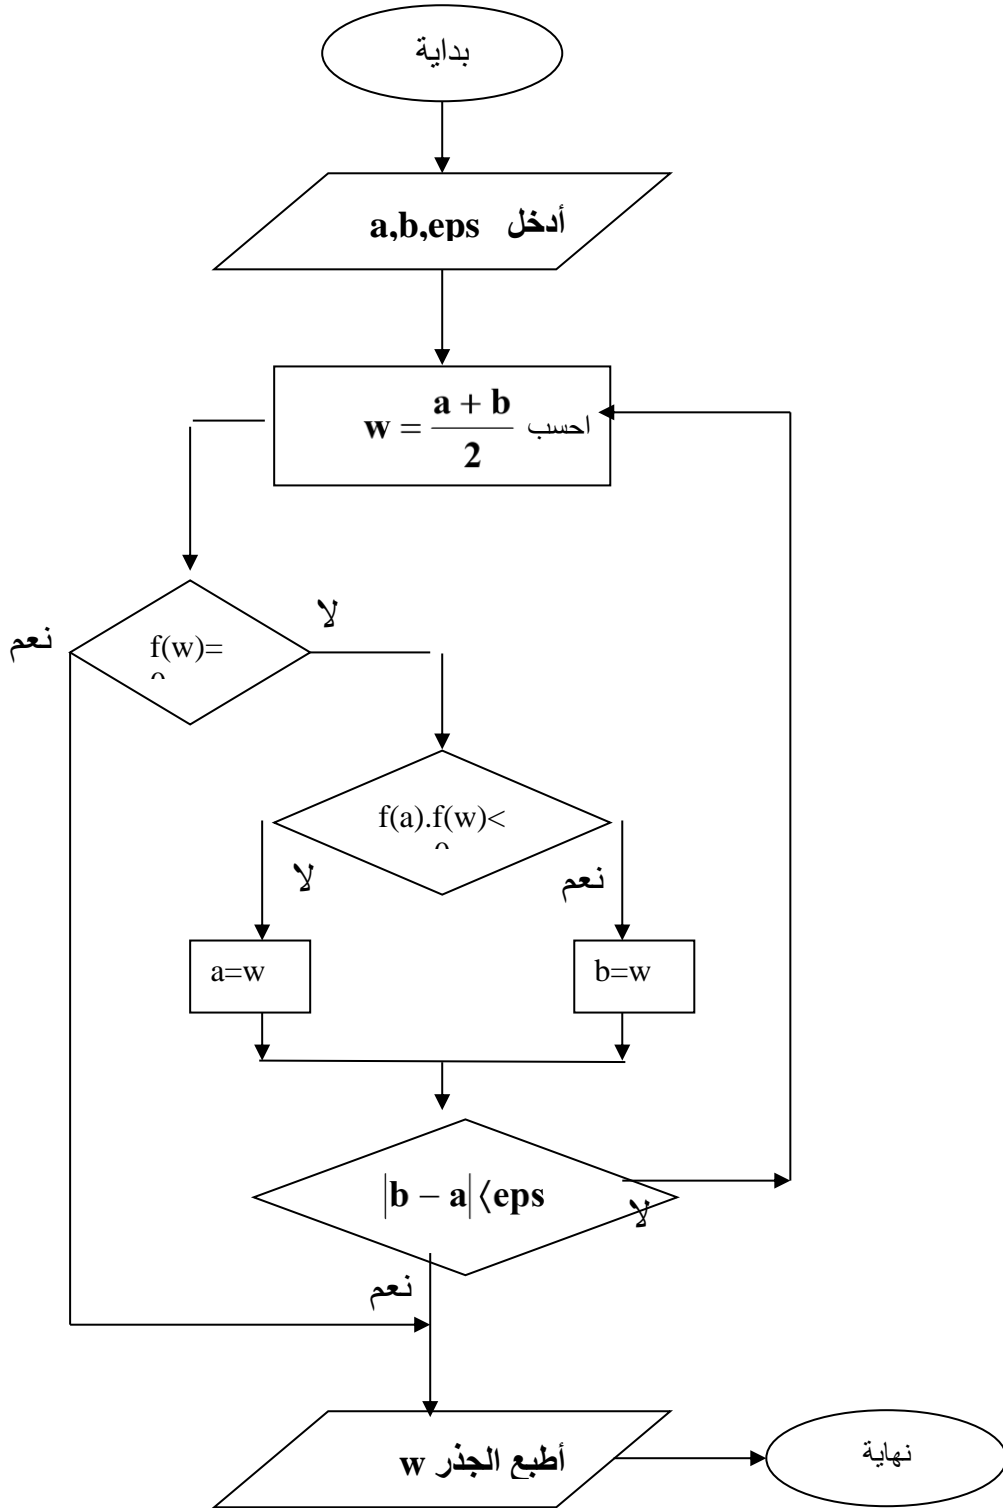 بداية
أدخل a,b,eps
احسب w = (a + b) / 2
f(w)=
نعم
لا
f(a).f(w)<
لا
نعم
a=w
b=w
|b − a|⟨eps
لا
نعم
أطبع الجذر w
نهاية